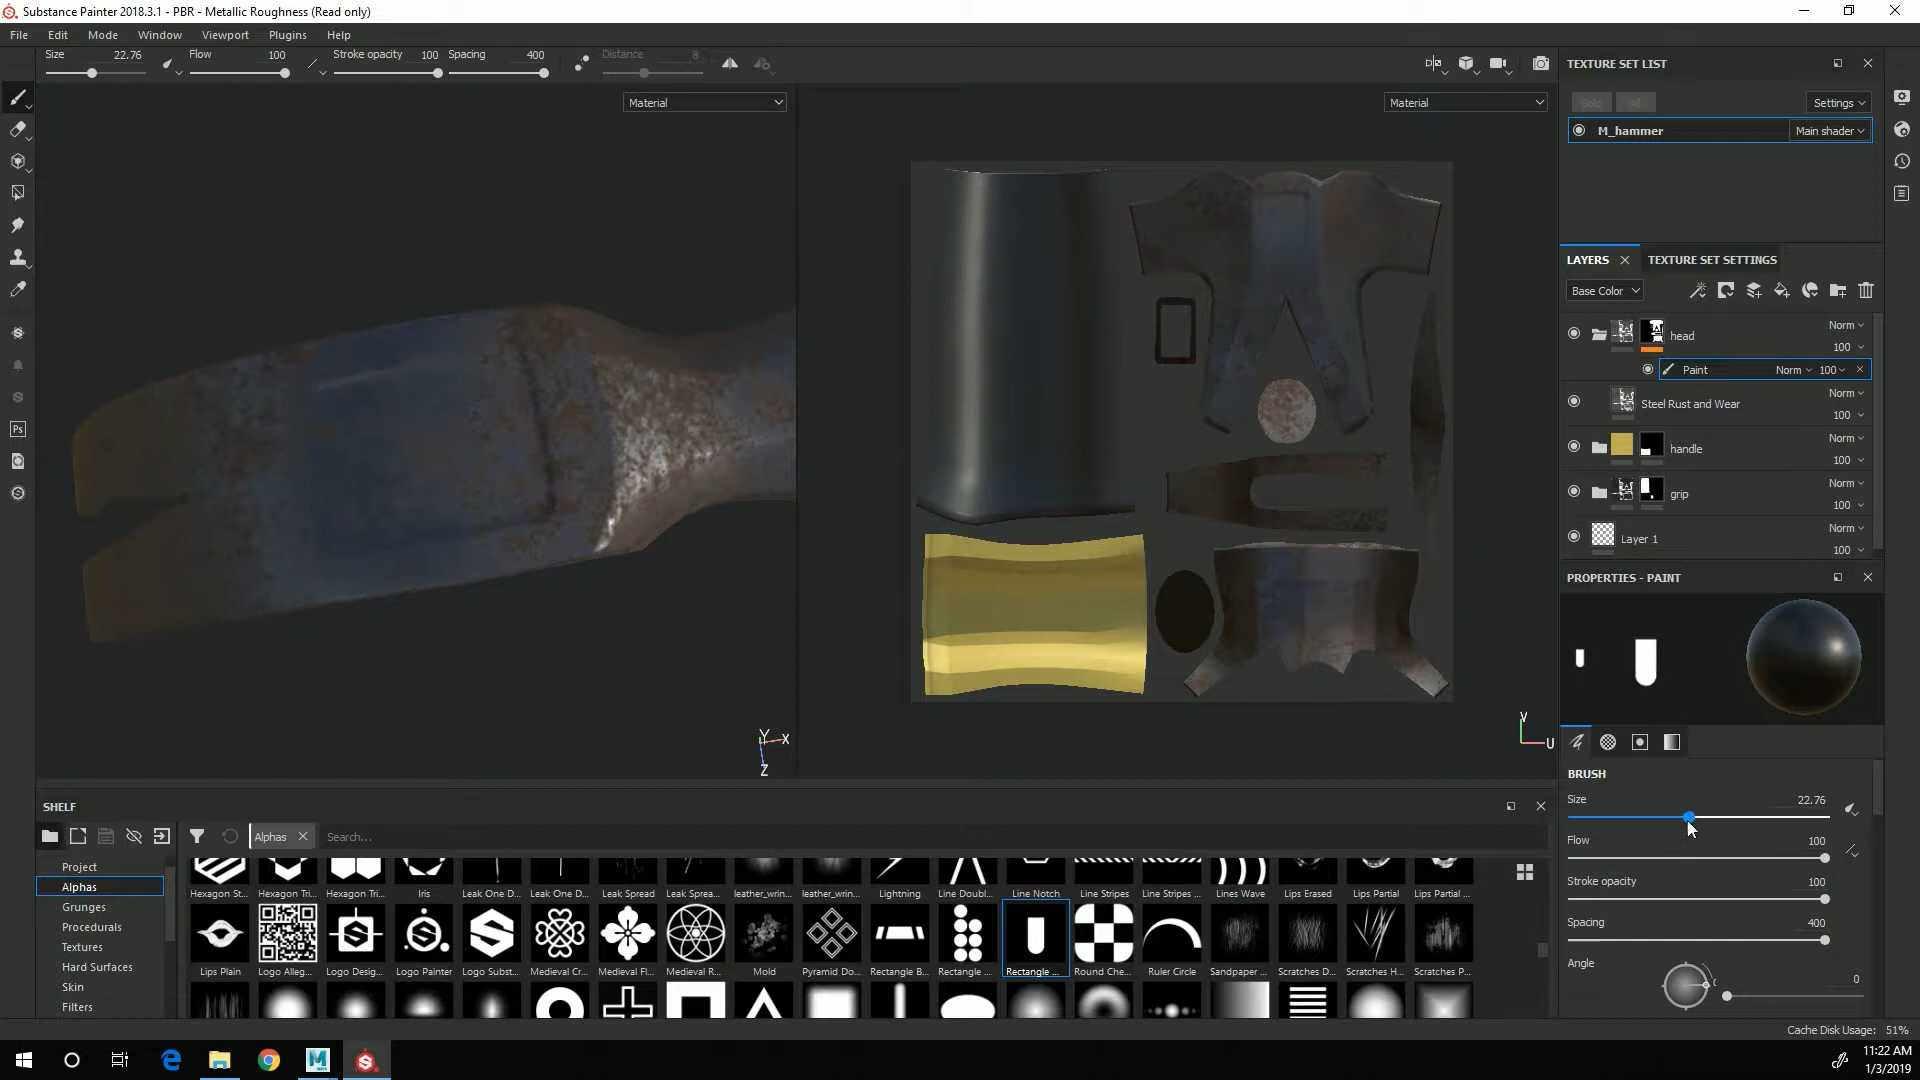 Substance Painter 2018.3.1 - PBR - Metallic Roughness (Read only)
File Edit Mode Window Viewport Plugins Help
Size 22.76 Flow 100 Stroke opacity 100 Spacing 400 Distance 8
Material
Material
Y X
Z
V
U
TEXTURE SET LIST
Solo All Settings
M_hammer Main shader
LAYERS TEXTURE SET SETTINGS
Base Color
head Norm
100
Paint Norm 100
Steel Rust and Wear Norm
100
handle Norm
100
grip Norm
100
Layer 1 Norm
100
PROPERTIES - PAINT
BRUSH
Size 22.76
Flow 100
Stroke opacity 100
Spacing 400
Angle 0
Ps
SHELF
Alphas Search...
Project
Alphas
Grunges
Procedurals
Textures
Hard Surfaces
Skin
Filters
Hexagon St... Hexagon Tri... Hexagon Tri... Iris Leak One D... Leak One D... Leak Spread Leak Sprea... leather_wrin... leather_wrin... Lightning Line Doubl... Line Notch Line Stripes Line Stripes ... Lines Wave Lips Erased Lips Partial Lips Partial ...
Lips Plain Logo Alleg... Logo Desig... Logo Painter Logo Subst... Medieval Cr... Medieval Fl... Medieval R... Mold Pyramid Do... Rectangle B... Rectangle ... Rectangle ... Round Che... Ruler Circle Sandpaper ... Scratches D... Scratches H... Scratches P...
Cache Disk Usage: 51%
11:22 AM
1/3/2019